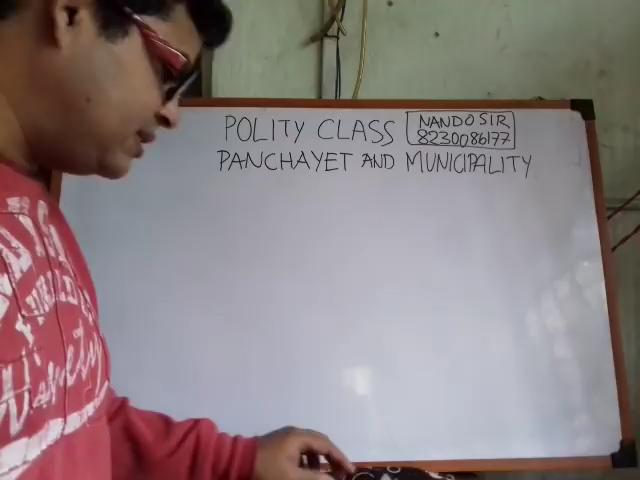 POLITY CLASS
NANDO SIR
8230086177
PANCHAYET AND MUNICIPALITY